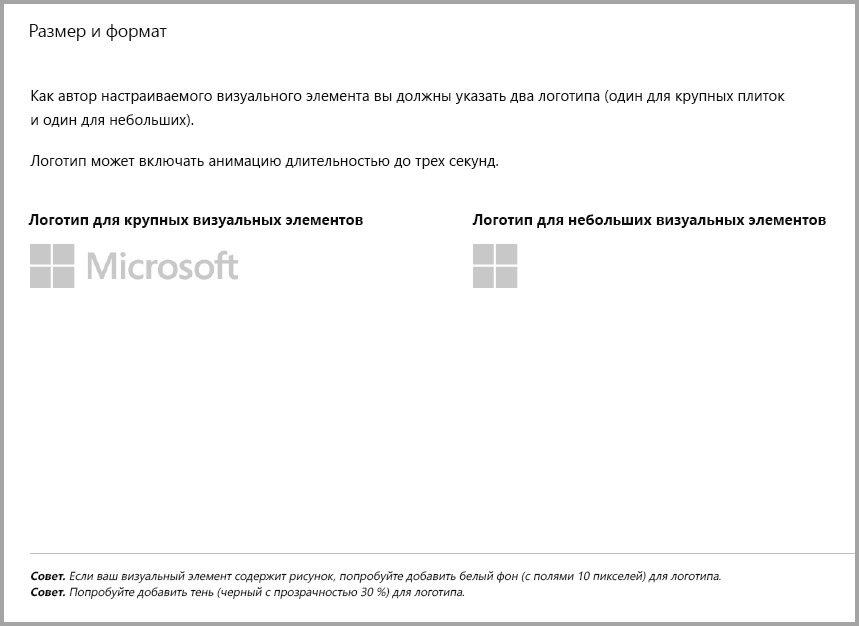 Размер и формат
Как автор настраиваемого визуального элемента вы должны указать два логотипа (один для крупных плиток
и один для небольших).
Логотип может включать анимацию длительностью до трех секунд.
Логотип для крупных визуальных элементов
Логотип для небольших визуальных элементов
Microsoft
Совет. Если ваш визуальный элемент содержит рисунок, попробуйте добавить белый фон (с полями 10 пикселей) для логотипа.
Совет. Попробуйте добавить тень (черный с прозрачностью 30 %) для логотипа.